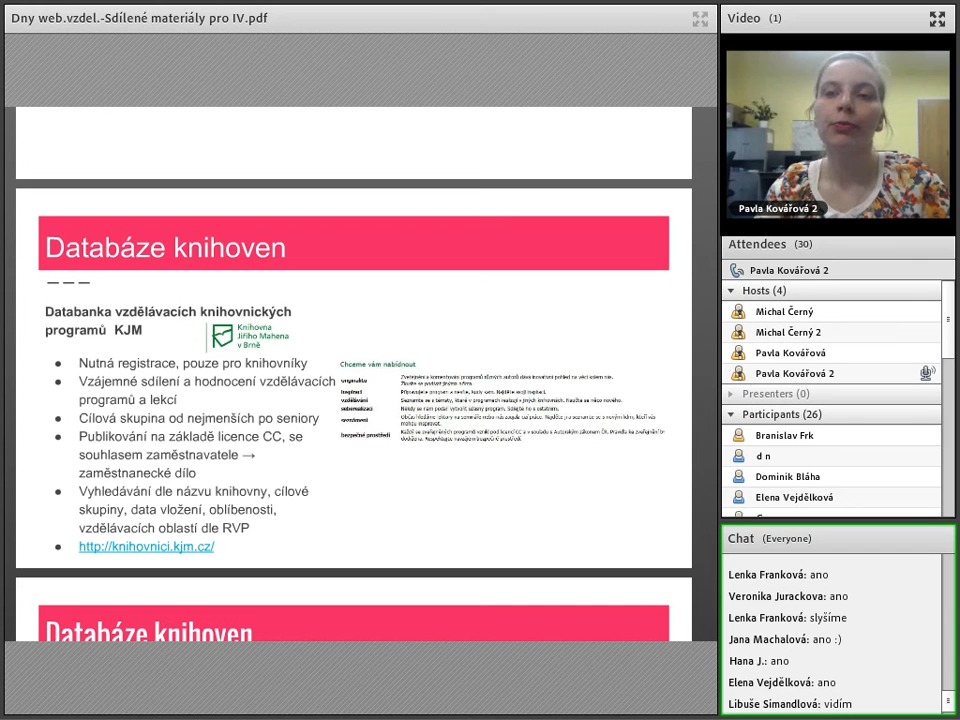 Dny web.vzdel.-Sdílené materiály pro IV.pdf
Databáze knihoven
Databanka vzdělávacích knihovnických
programů KJM
Knihovna
Jiřího Mahena
v Brně
● Nutná registrace, pouze pro knihovníky
● Vzájemné sdílení a hodnocení vzdělávacích
programů a lekcí
● Cílová skupina od nejmenších po seniory
● Publikování na základě licence CC, se
souhlasem zaměstnavatele →
zaměstnanecké dílo
● Vyhledávání dle názvu knihovny, cílové
skupiny, data vložení, oblíbenosti,
vzdělávacích oblastí dle RVP
● http://knihovnici.kjm.cz/
Chceme vám nabídnout
originalitu
inspiraci
vzdělávání
seznámení
bezpečné prostředí
Databáze knihoven
Video (1)
Pavla Kovářová 2
Attendees (30)
Pavla Kovářová 2
Hosts (4)
Michal Černý
Michal Černý 2
Pavla Kovářová
Pavla Kovářová 2
Presenters (0)
Participants (26)
Branislav Frk
d n
Dominik Bláha
Elena Vejdělková
Chat (Everyone)
Lenka Franková: ano
Veronika Jurackova: ano
Lenka Franková: slyšíme
Jana Machalová: ano :)
Hana J.: ano
Elena Vejdělková: ano
Libuše Simandlová: vidím